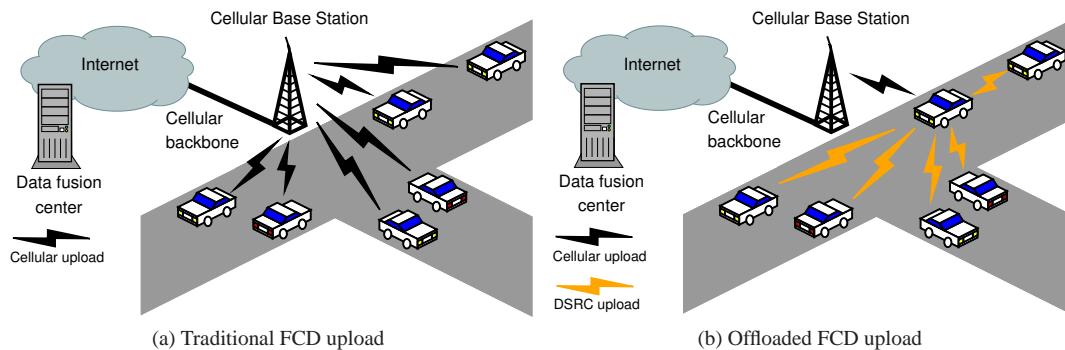 Cellular Base Station
Internet
Cellular
backbone
Data fusion
center
Cellular upload
(a) Traditional FCD upload
Cellular Base Station
Internet
Cellular
backbone
Data fusion
center
Cellular upload
DSRC upload
(b) Offloaded FCD upload